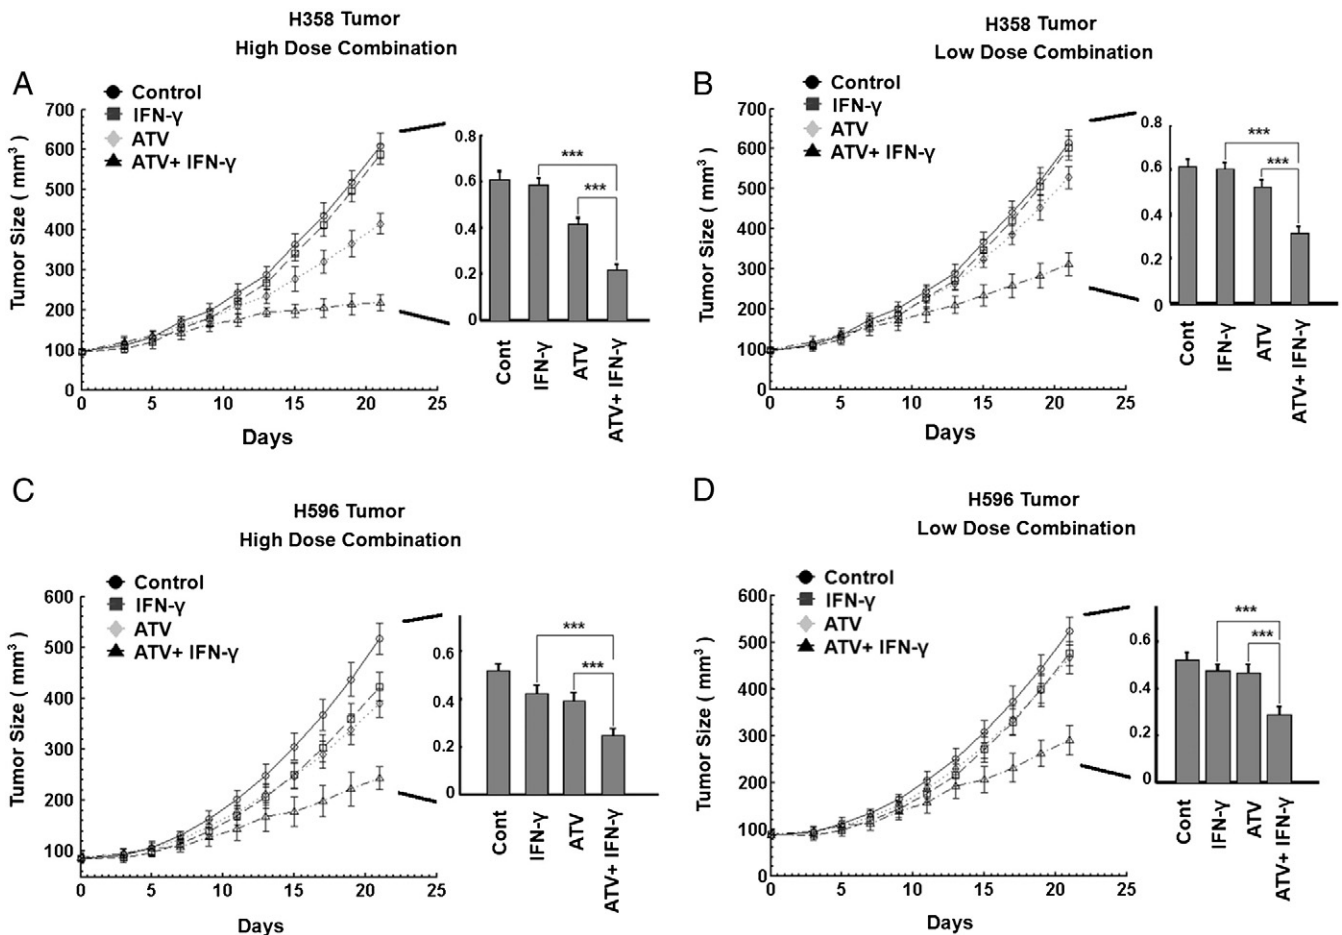 H358 Tumor
High Dose Combination
A
Control
IFN-γ
ATV
ATV+ IFN-γ
Tumor Size ( mm³ )
700
600
500
400
300
200
100
0
0 5 10 15 20 25
Days
0.8
0.6
0.4
0.2
0
***
***
Cont
IFN-γ
ATV
ATV+ IFN-γ
H358 Tumor
Low Dose Combination
B
Control
IFN-γ
ATV
ATV+ IFN-γ
Tumor Size ( mm³ )
700
600
500
400
300
200
100
0
0 5 10 15 20 25
Days
0.8
0.6
0.4
0.2
0
***
***
Cont
IFN-γ
ATV
ATV+ IFN-γ
C
H596 Tumor
High Dose Combination
Control
IFN-γ
ATV
ATV+ IFN-γ
Tumor Size ( mm³ )
600
500
400
300
200
100
0 5 10 15 20 25
Days
0.6
0.4
0.2
0
***
***
Cont
IFN-γ
ATV
ATV+ IFN-γ
D
H596 Tumor
Low Dose Combination
Control
IFN-γ
ATV
ATV+ IFN-γ
Tumor Size ( mm³ )
600
500
400
300
200
100
0
0 5 10 15 20 25
Days
0.6
0.4
0.2
0
***
***
Cont
IFN-γ
ATV
ATV+ IFN-γ